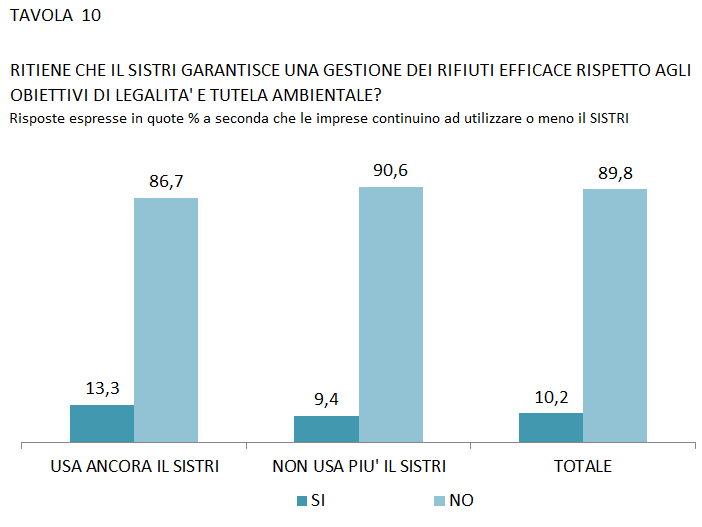 TAVOLA 10
RITIENE CHE IL SISTRI GARANTISCE UNA GESTIONE DEI RIFIUTI EFFICACE RISPETTO AGLI
OBIETTIVI DI LEGALITA' E TUTELA AMBIENTALE?
Risposte espresse in quote % a seconda che le imprese continuino ad utilizzare o meno il SISTRI
86,7
90,6
89,8
13,3
9,4
10,2
USA ANCORA IL SISTRI
NON USA PIU' IL SISTRI
TOTALE
SI
NO